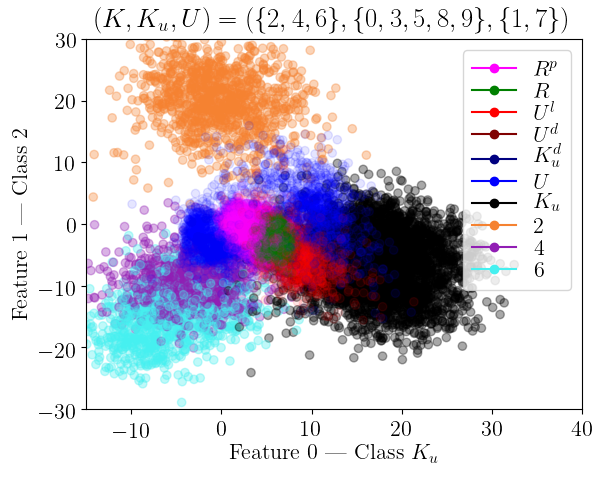 (K, K_u, U) = ({2, 4, 6}, {0, 3, 5, 8, 9}, {1, 7})
30
20
10
0
−10
−20
−30
−10
0
10
20
30
40
Feature 1 — Class 2
Feature 0 — Class K_u
R^p
R
U^l
U^d
K_u^d
U
K_u
2
4
6